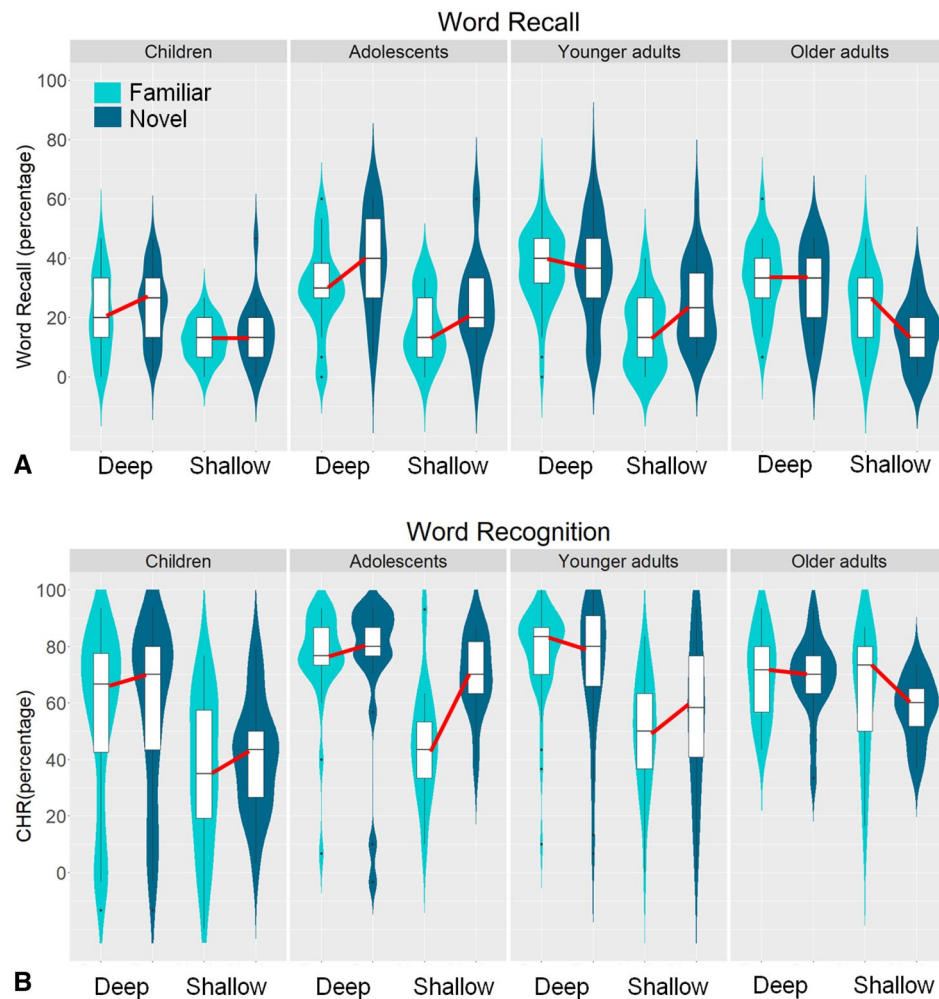 Word Recall
Children Adolescents Younger adults Older adults
Familiar
Novel
Word Recall (percentage)
100
80
60
40
20
0
A
Deep Shallow Deep Shallow Deep Shallow Deep Shallow
Word Recognition
Children Adolescents Younger adults Older adults
CHR(percentage)
100
80
60
40
20
0
B
Deep Shallow Deep Shallow Deep Shallow Deep Shallow